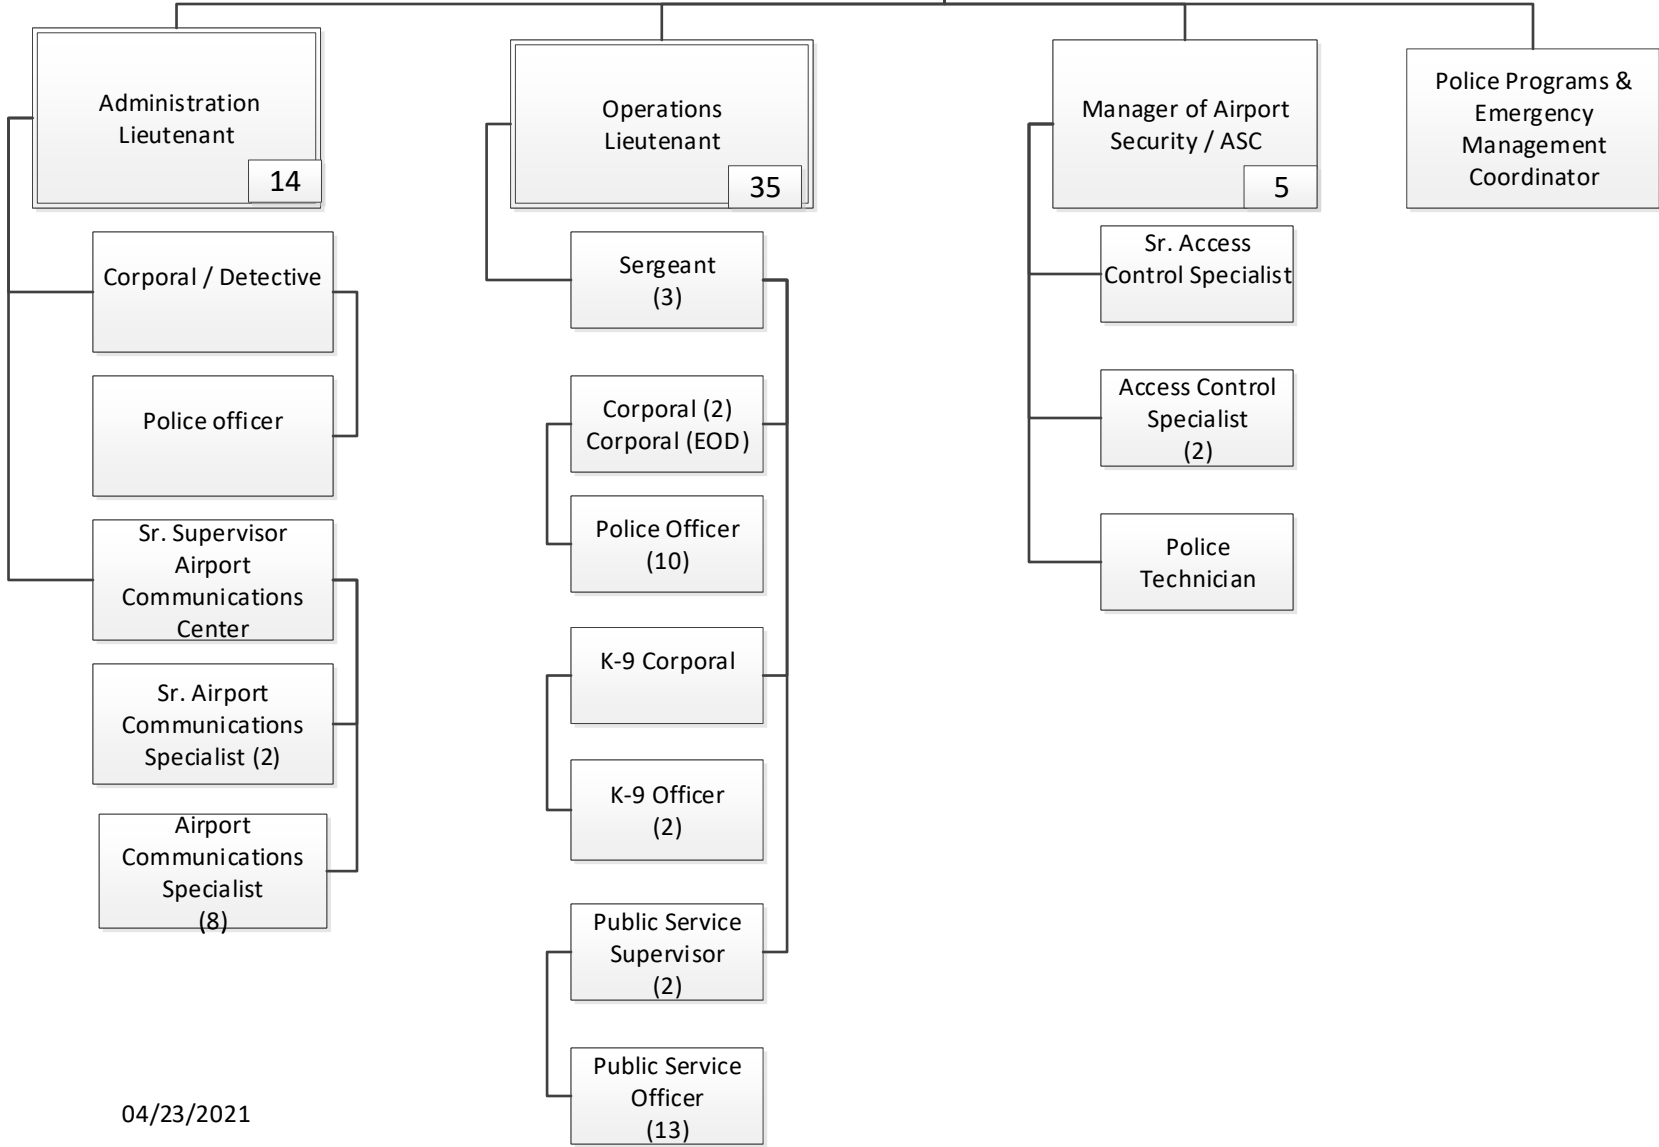 Administration
Lieutenant
14
Corporal / Detective
Police officer
Sr. Supervisor
Airport
Communications
Center
Sr. Airport
Communications
Specialist (2)
Airport
Communications
Specialist
(8)
Operations
Lieutenant
35
Sergeant
(3)
Corporal (2)
Corporal (EOD)
Police Officer
(10)
K-9 Corporal
K-9 Officer
(2)
Public Service
Supervisor
(2)
Public Service
Officer
(13)
Manager of Airport
Security / ASC
5
Sr. Access
Control Specialist
Access Control
Specialist
(2)
Police
Technician
Police Programs &
Emergency
Management
Coordinator
04/23/2021